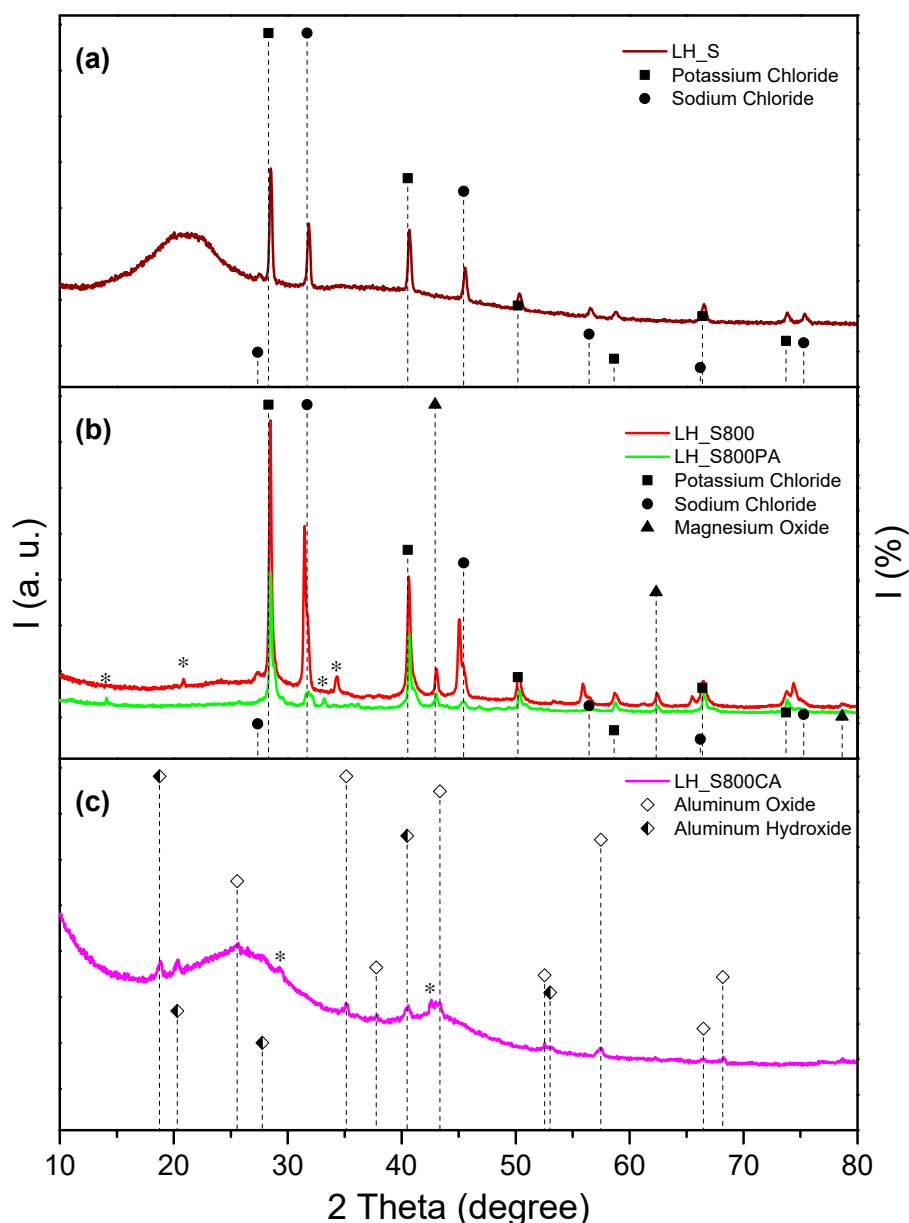 (a)
LH_S
Potassium Chloride
Sodium Chloride
(b)
LH_S800
LH_S800PA
Potassium Chloride
Sodium Chloride
Magnesium Oxide
* * * *
I (a. u.)
I (%)
(c)
LH_S800CA
Aluminum Oxide
Aluminum Hydroxide
* *
10 20 30 40 50 60 70 80
2 Theta (degree)